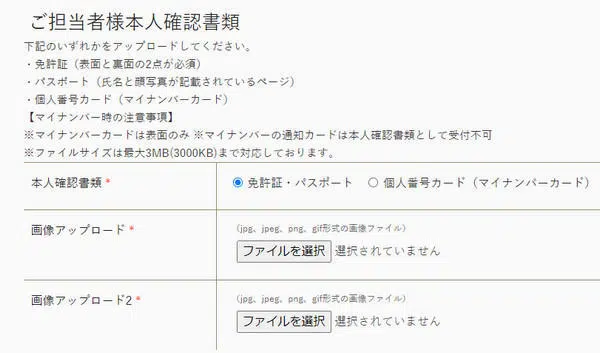 ご担当者様本人確認書類
下記のいずれかをアップロードしてください。
・免許証（表面と裏面の2点が必須）
・パスポート（氏名と顔写真が記載されているページ）
・個人番号カード（マイナンバーカード）
【マイナンバー時の注意事項】
※マイナンバーカードは表面のみ ※マイナンバーの通知カードは本人確認書類として受付不可
※ファイルサイズは最大3MB(3000KB)まで対応しております。
本人確認書類 * 免許証・パスポート 個人番号カード（マイナンバーカード）
画像アップロード * （jpg、jpeg、png、gif形式の画像ファイル）
ファイルを選択 選択されていません
画像アップロード2 * （jpg、jpeg、png、gif形式の画像ファイル）
ファイルを選択 選択されていません